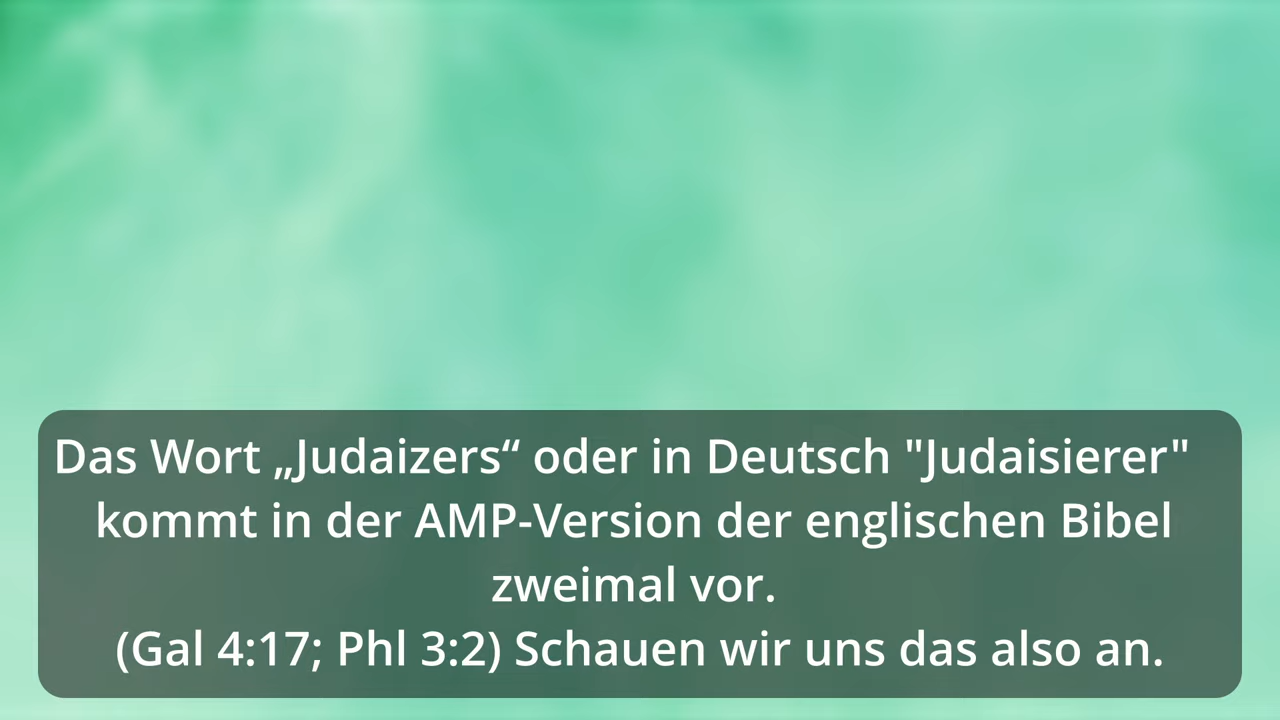 Das Wort „Judaizers“ oder in Deutsch "Judaisierer"
kommt in der AMP-Version der englischen Bibel
zweimal vor.
(Gal 4:17; Phl 3:2) Schauen wir uns das also an.